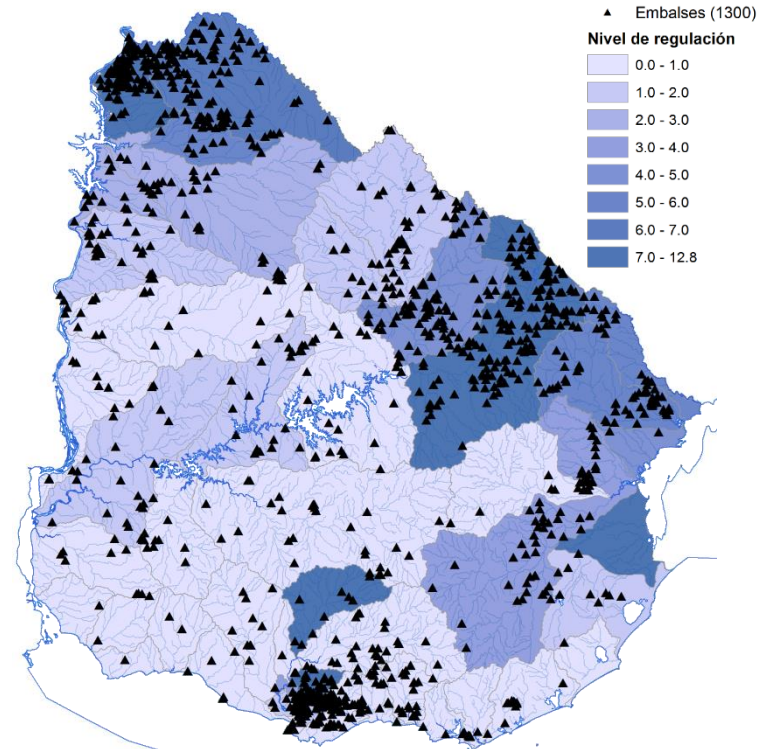 Embalses (1300)
Nivel de regulación
0.0 - 1.0
1.0 - 2.0
2.0 - 3.0
3.0 - 4.0
4.0 - 5.0
5.0 - 6.0
6.0 - 7.0
7.0 - 12.8